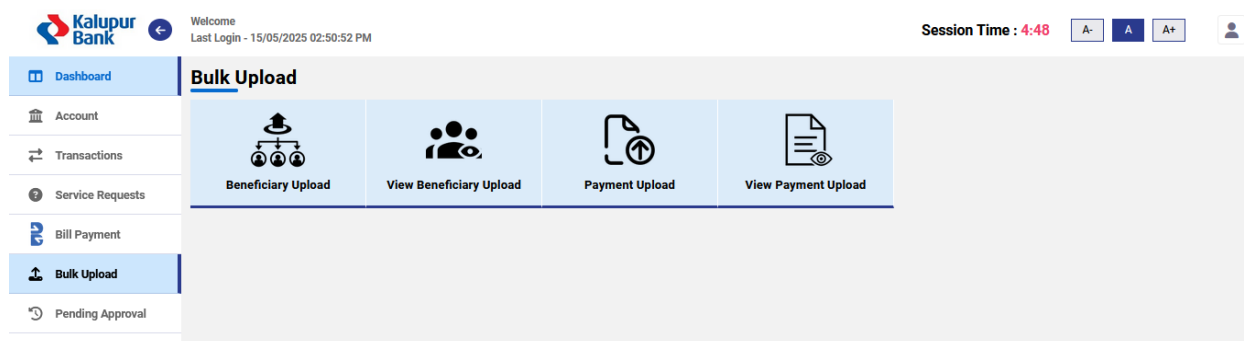 Kalupur
Bank
Welcome
Last Login - 15/05/2025 02:50:52 PM
Session Time : 4:48
A-
A
A+
Dashboard
Account
Transactions
Service Requests
Bill Payment
Bulk Upload
Pending Approval
Bulk Upload
Beneficiary Upload
View Beneficiary Upload
Payment Upload
View Payment Upload